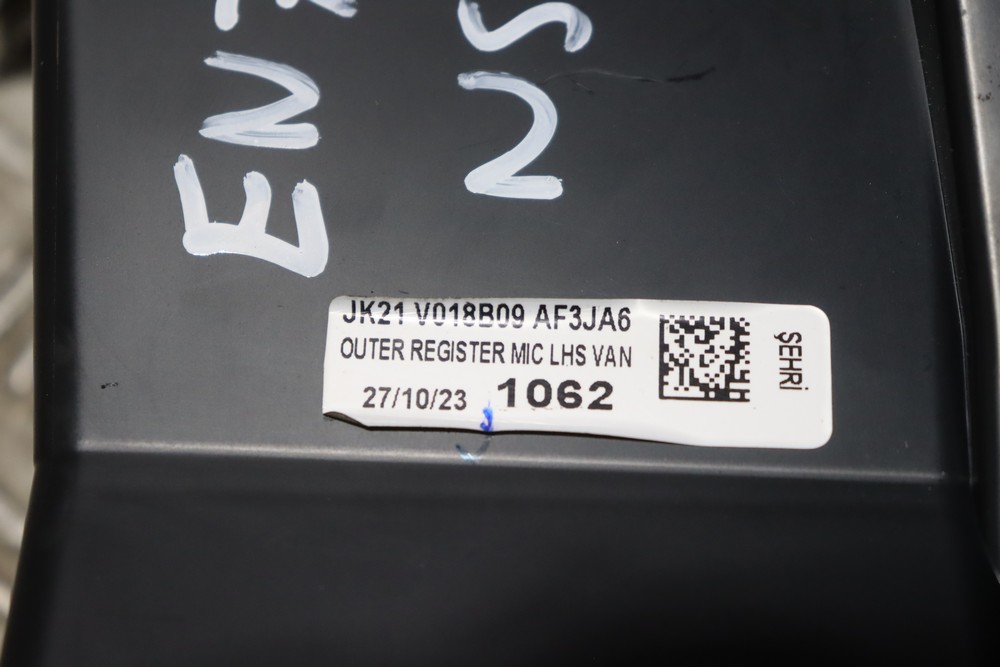 JK21 V018B09 AF3JA6
OUTER REGISTER MIC LHS VAN
27/10/23 1062
ŞEHRİ